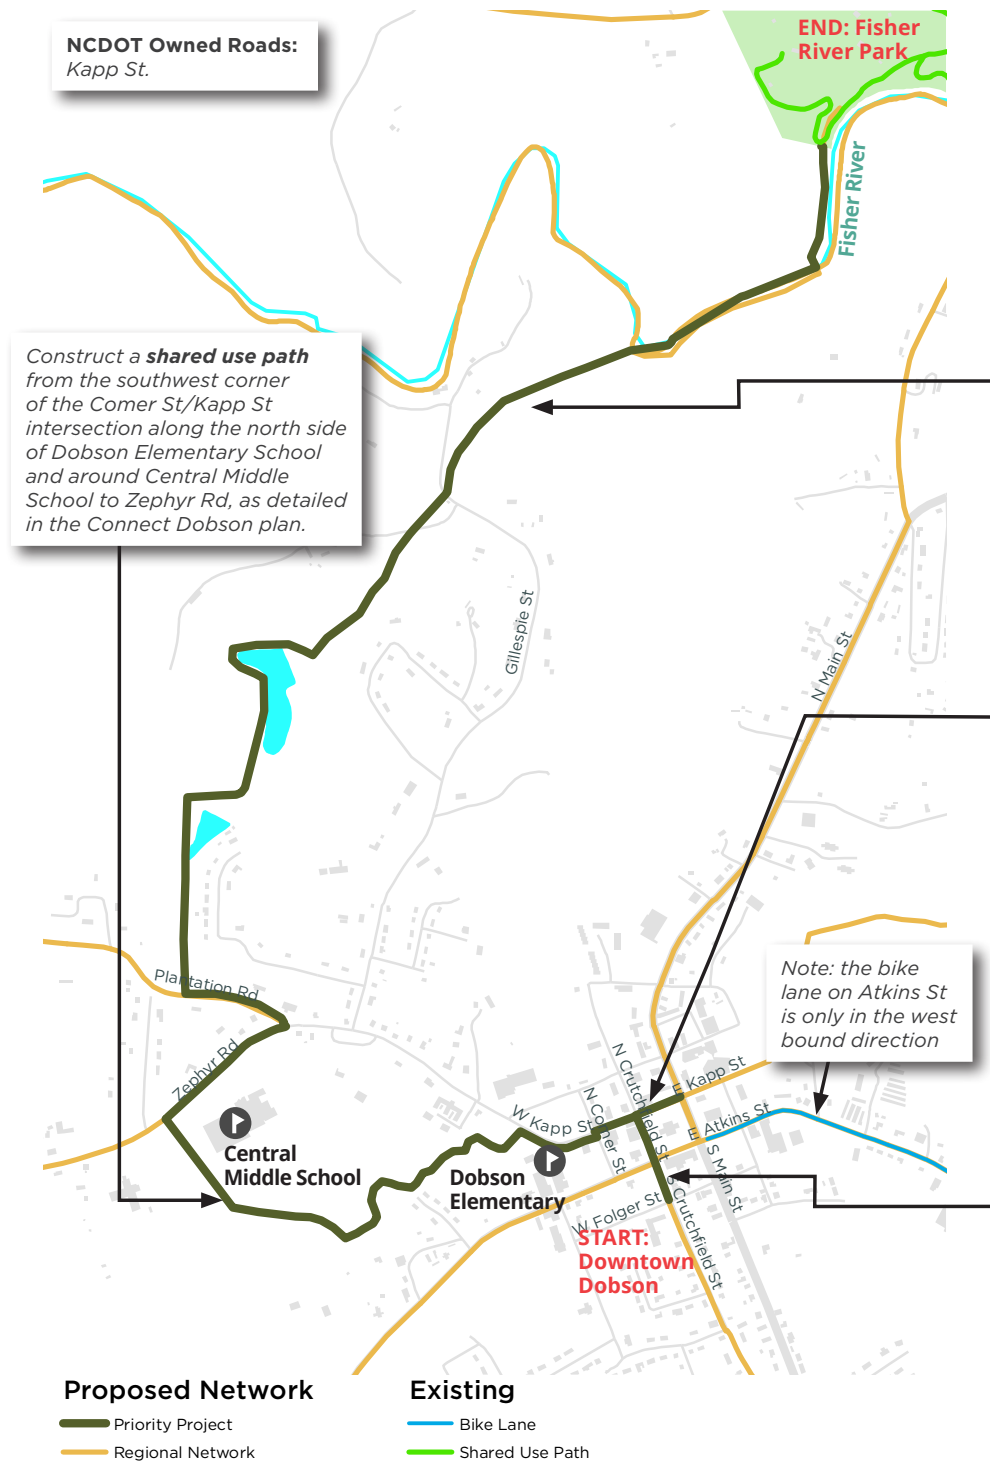 NCDOT Owned Roads:
Kapp St.
END: Fisher
River Park
Fisher River
Construct a shared use path
from the southwest corner
of the Comer St/Kapp St
intersection along the north side
of Dobson Elementary School
and around Central Middle
School to Zephyr Rd, as detailed
in the Connect Dobson plan.
Gillespie St
N Main St
Note: the bike
lane on Atkins St
is only in the west
bound direction
Plantation Rd
Zephyr Rd
N Crutchfield St
E Kapp St
W Kapp St
N Comer St
E Atkins St
S Main St
Central
Middle School
Dobson
Elementary
W Folger St
S Crutchfield St
START:
Downtown
Dobson
Proposed Network
Priority Project
Regional Network
Existing
Bike Lane
Shared Use Path